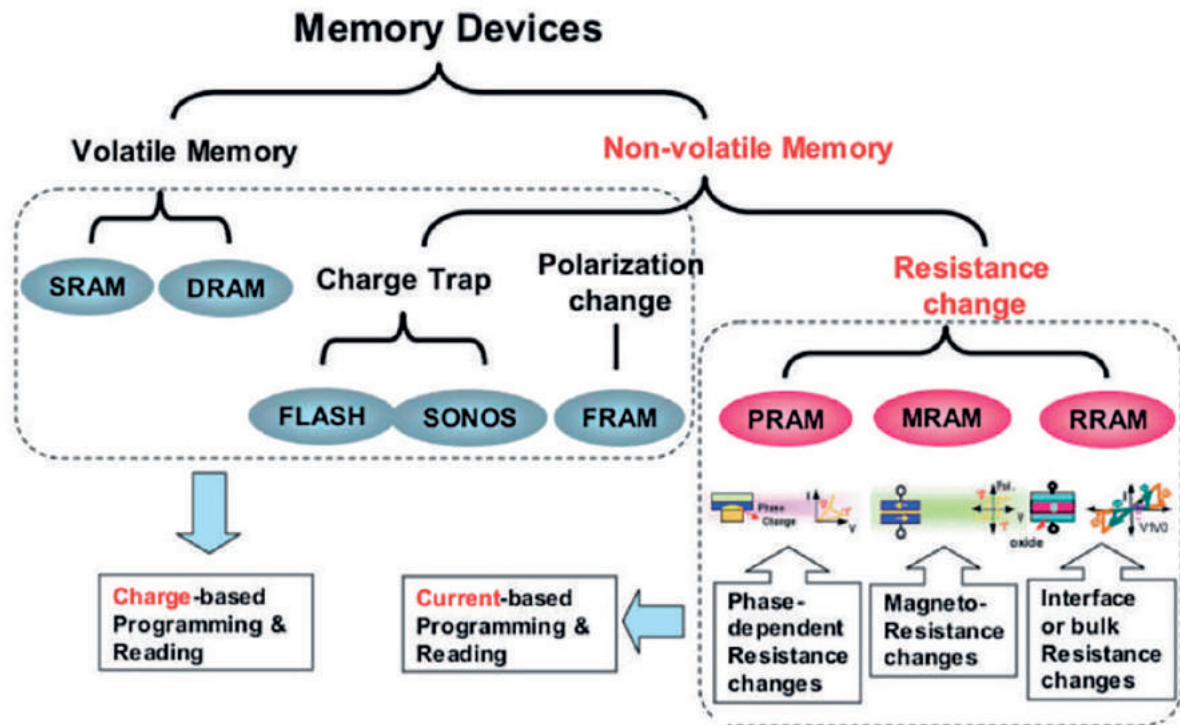 Memory Devices
Volatile Memory
Non-volatile Memory
SRAM
DRAM
Charge Trap
Polarization
change
Resistance
change
FLASH
SONOS
FRAM
PRAM
MRAM
RRAM
Phase
Change
I
V
oxide
Charge-based
Programming &
Reading
Current-based
Programming &
Reading
Phase-
dependent
Resistance
changes
Magneto-
Resistance
changes
Interface
or bulk
Resistance
changes